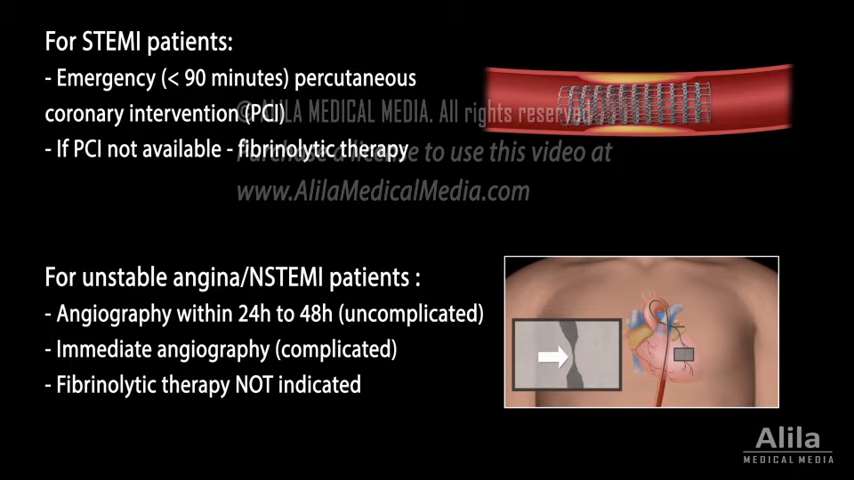 For STEMI patients:
- Emergency (< 90 minutes) percutaneous
coronary intervention (PCI)
© ALILA MEDICAL MEDIA. All rights reserved.
- If PCI not available - fibrinolytic therapy
Purchase a license to use this video at
www.AlilaMedicalMedia.com
For unstable angina/NSTEMI patients :
- Angiography within 24h to 48h (uncomplicated)
- Immediate angiography (complicated)
- Fibrinolytic therapy NOT indicated
Alila
MEDICAL MEDIA